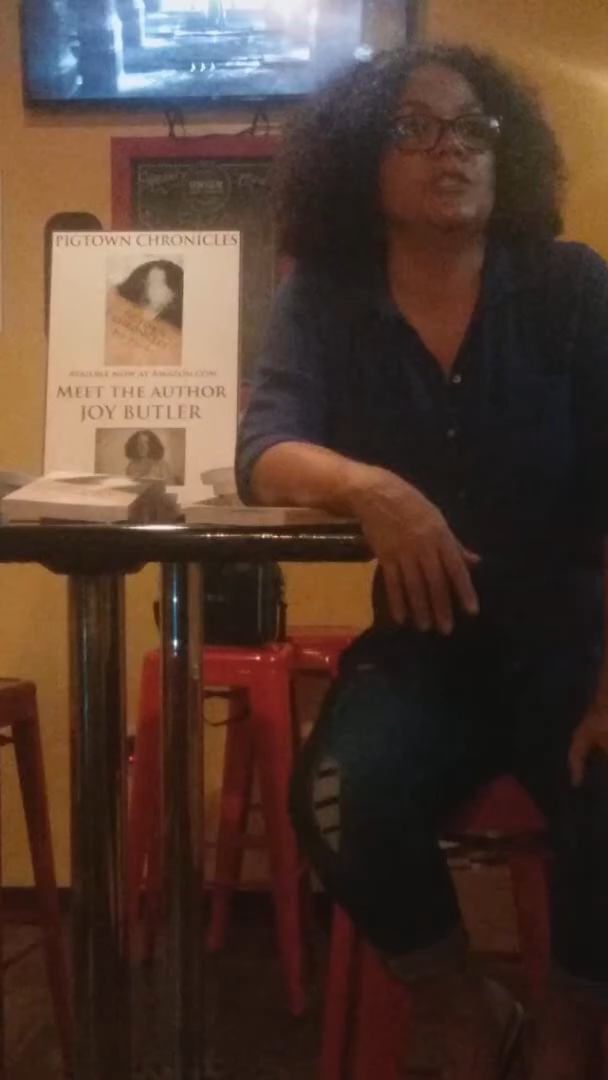 PIGTOWN CHRONICLES
AVAILABLE NOW AT AMAZON.COM
MEET THE AUTHOR
JOY BUTLER